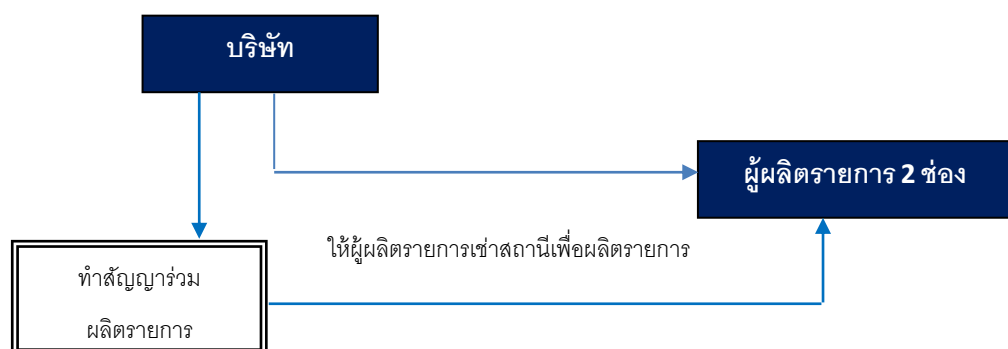 บริษัท
ผู้ผลิตรายการ 2 ช่อง
ให้ผู้ผลิตรายการเช่าสถานีเพื่อผลิตรายการ
ทำสัญญาร่วม
ผลิตรายการ